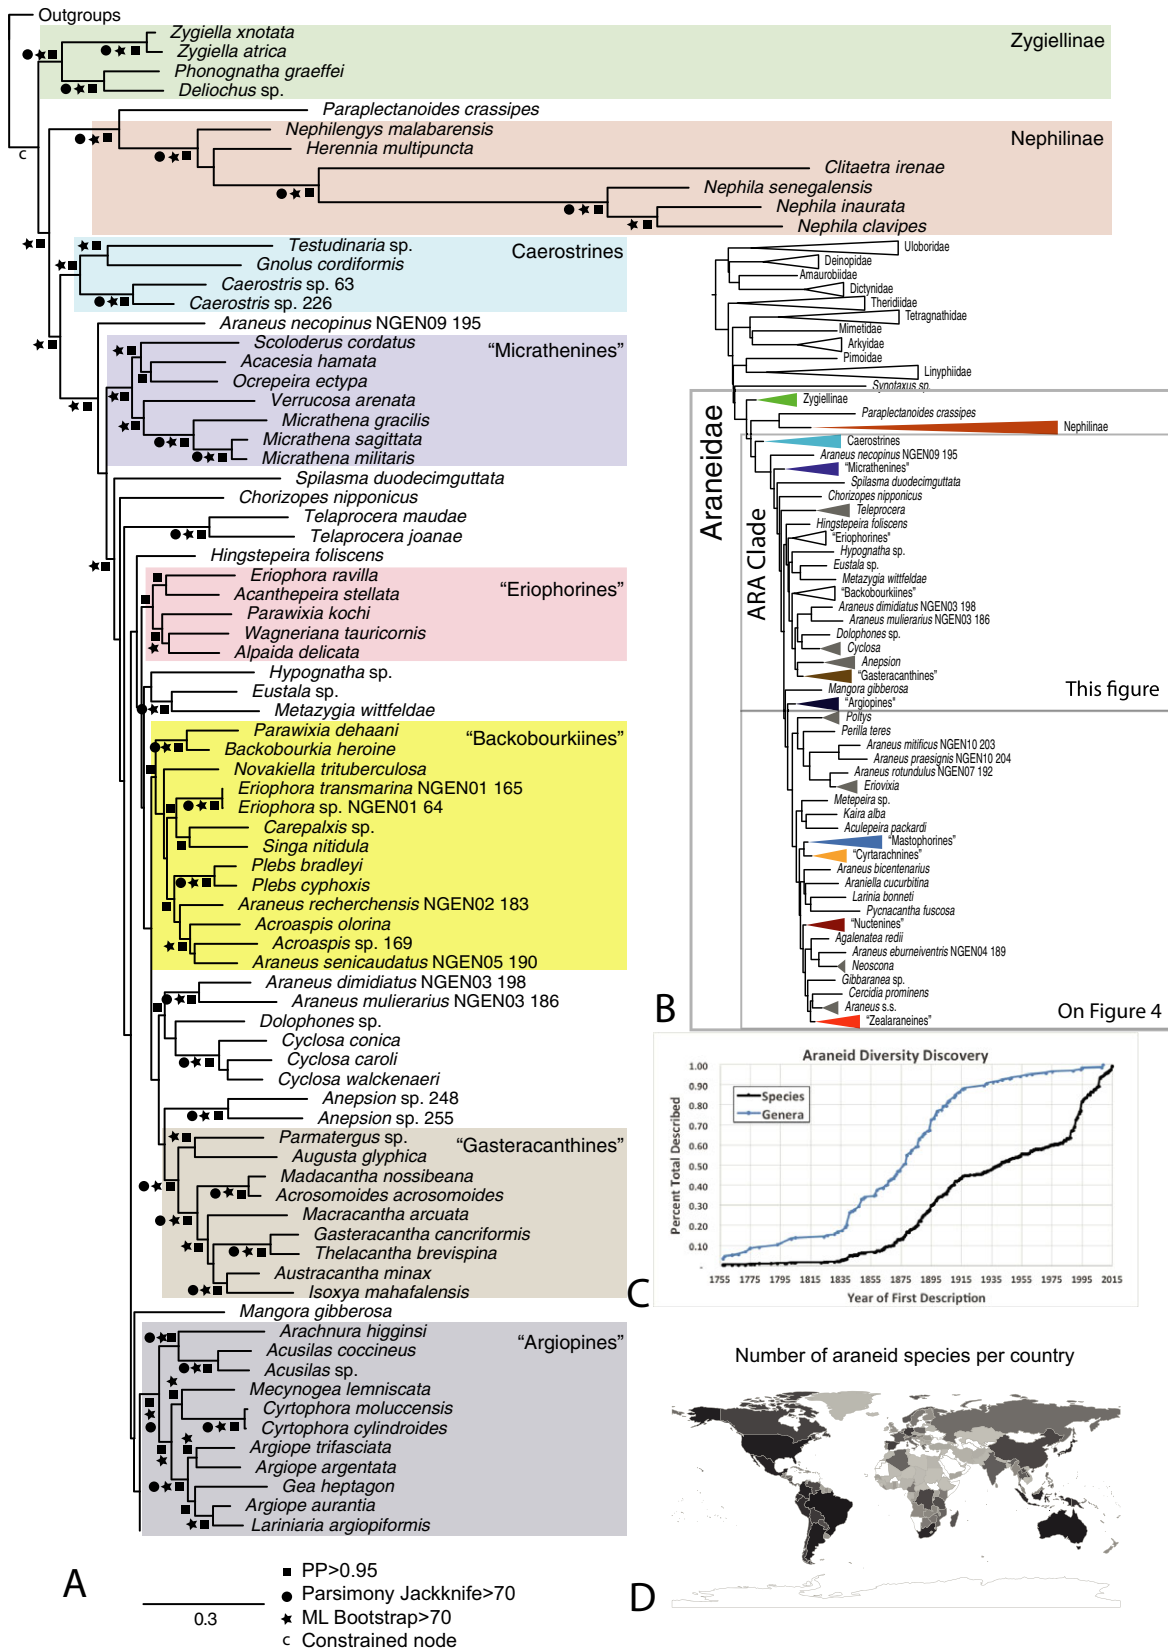 Outgroups
Zygiella xnotata
Zygiella atrica
Phonognatha graeffei
Deliochus sp.
Zygiellinae
Paraplectanoides crassipes
Nephilengys malabarensis
Herennia multipuncta
Clitaetra irenae
Nephila senegalensis
Nephila inaurata
Nephila clavipes
Nephilinae
c
Testudinaria sp.
Gnolus cordiformis
Caerostris sp. 63
Caerostris sp. 226
Caerostrines
Araneus necopinus NGEN09 195
Scoloderus cordatus
Acacesia hamata
Ocrepeira ectypa
Verrucosa arenata
Micrathena gracilis
Micrathena sagittata
Micrathena militaris
“Micrathenines”
Spilasma duodecimguttata
Chorizopes nipponicus
Telaprocera maudae
Telaprocera joanae
Hingstepeira foliscens
Eriophora ravilla
Acanthepeira stellata
Parawixia kochi
Wagneriana tauricornis
Alpaida delicata
“Eriophorines”
Hypognatha sp.
Eustala sp.
Metazygia wittfeldae
Parawixia dehaani
Backobourkia heroine
Novakiella trituberculosa
Eriophora transmarina NGEN01 165
Eriophora sp. NGEN01 64
Carepalxis sp.
Singa nitidula
Plebs bradleyi
Plebs cyphoxis
Araneus recherchensis NGEN02 183
Acroaspis olorina
Acroaspis sp. 169
Araneus senicaudatus NGEN05 190
“Backobourkiines”
Araneus dimidiatus NGEN03 198
Araneus mulierarius NGEN03 186
Dolophones sp.
Cyclosa conica
Cyclosa caroli
Cyclosa walckenaeri
Anepsion sp. 248
Anepsion sp. 255
Parmatergus sp.
Augusta glyphica
Madacantha nossibeana
Acrosomoides acrosomoides
Macracantha arcuata
Gasteracantha cancriformis
Thelacantha brevispina
Austracantha minax
Isoxya mahafalensis
“Gasteracanthines”
Mangora gibberosa
Arachnura higginsi
Acusilas coccineus
Acusilas sp.
Mecynogea lemniscata
Cyrtophora moluccensis
Cyrtophora cylindroides
Argiope trifasciata
Argiope argentata
Gea heptagon
Argiope aurantia
Lariniaria argiopiformis
“Argiopines”
A
0.3
PP>0.95
Parsimony Jackknife>70
ML Bootstrap>70
c Constrained node
Uloboridae
Deinopidae
Amaurobiidae
Dictynidae
Theridiidae
Tetragnathidae
Mimetidae
Arkyidae
Pimoidae
Linyphiidae
Synotaxus sp.
Zygiellinae
Paraplectanoides crassipes
Nephilinae
Caerostrines
Araneus necopinus NGEN09 195
“Micrathenines”
Spilasma duodecimguttata
Chorizopes nipponicus
Teleprocera
Hingstepeira foliscens
“Eriophorines”
Hypognatha sp.
Eustala sp.
Metazygia wittfeldae
“Backobourkiines”
Araneus dimidiatus NGEN03 198
Araneus mulierarius NGEN03 186
Dolophones sp.
Cyclosa
Anepsion
“Gasteracanthines”
Mangora gibberosa
“Argiopines”
Poltys
Perilla teres
Araneus mitificus NGEN10 203
Araneus praesignis NGEN10 204
Araneus rotundulus NGEN07 192
Eriovixia
Metepeira sp.
Kaira alba
Aculepeira packardi
“Mastophorines”
“Cyrtarachnines”
Araneus bicentenarius
Araniella cucurbitina
Larinia bonneti
Pycnacantha fuscosa
“Nuctenines”
Agalenatea redii
Araneus eburneiventris NGEN04 189
Neoscona
Gibbaranea sp.
Cercidia prominens
Araneus s.s.
“Zealaraneines”
Araneidae
ARA Clade
This figure
On Figure 4
B
Araneid Diversity Discovery
Percent Total Described
1.00
0.90
0.80
0.70
0.60
0.50
0.40
0.30
0.20
0.10
-
Species
Genera
1755 1775 1795 1815 1835 1855 1875 1895 1915 1935 1955 1975 1995 2015
Year of First Description
C
Number of araneid species per country
D